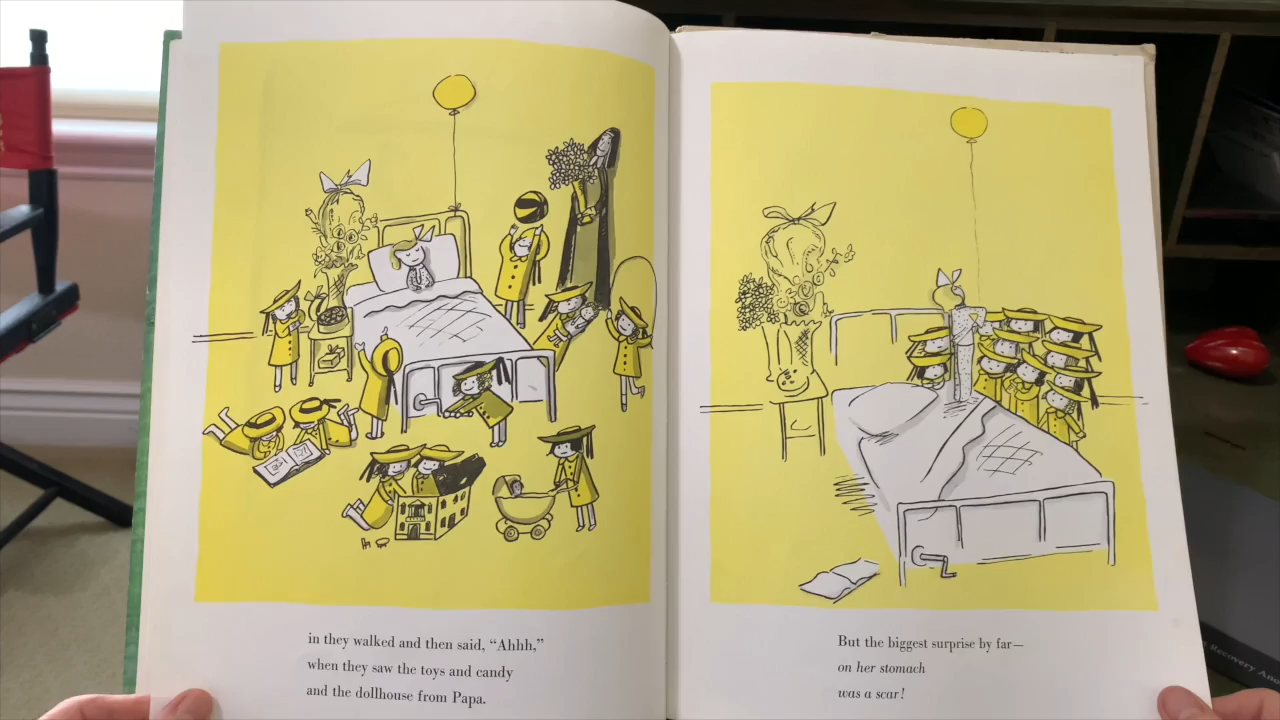 in they walked and then said, “Ahhh,”
when they saw the toys and candy
and the dollhouse from Papa.
But the biggest surprise by far—
on her stomach
was a scar!
Recovery